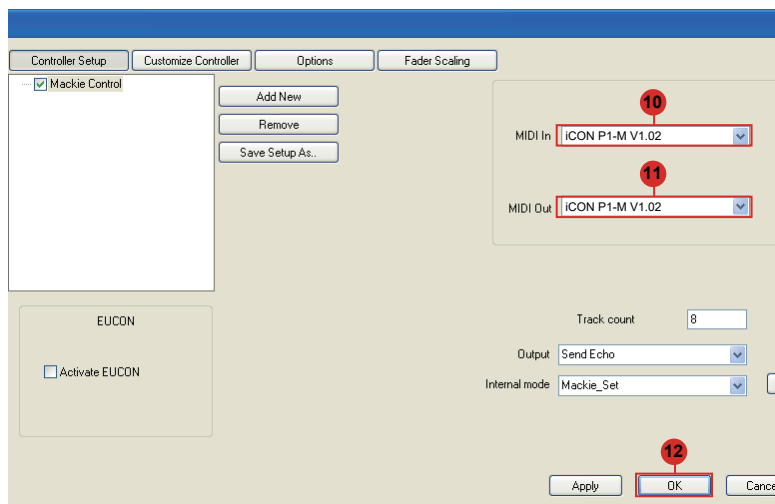 Controller Setup Customize Controller Options Fader Scaling
Mackie Control
Add New
Remove
Save Setup As..
10
MIDI In iCON P1-M V1.02
11
MIDI Out iCON P1-M V1.02
EUCON
Activate EUCON
Track count 8
Output Send Echo
Internal mode Mackie_Set
12
Apply OK Cance